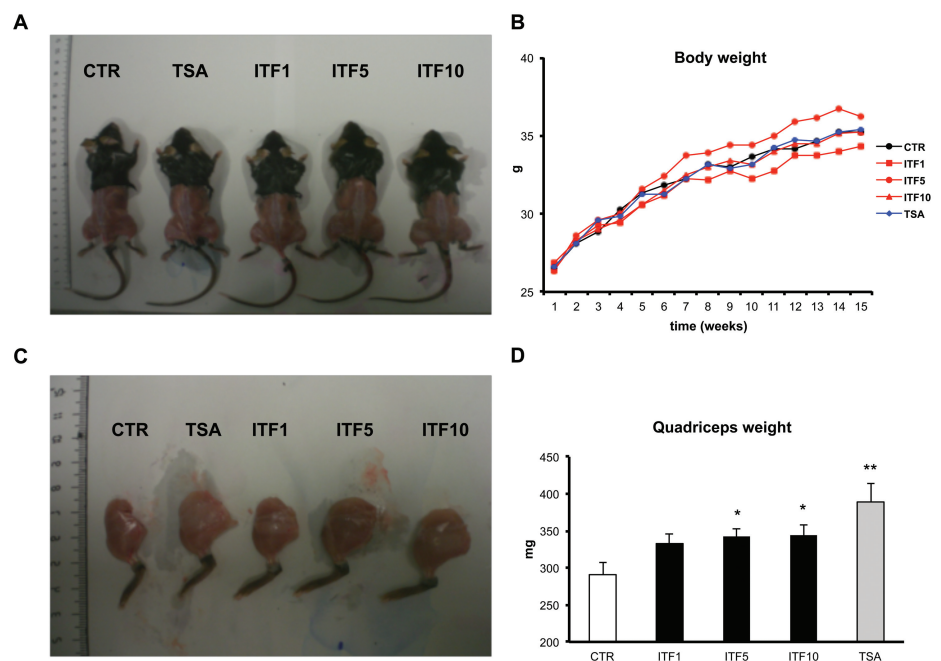 A
CTR TSA ITF1 ITF5 ITF10
B
Body weight
40
35
30
25
g
1 2 3 4 5 6 7 8 9 10 11 12 13 14 15
time (weeks)
CTR
ITF1
ITF5
ITF10
TSA
C
CTR TSA ITF1 ITF5 ITF10
D
Quadriceps weight
450
400
350
300
250
200
mg
*
*
**
CTR ITF1 ITF5 ITF10 TSA